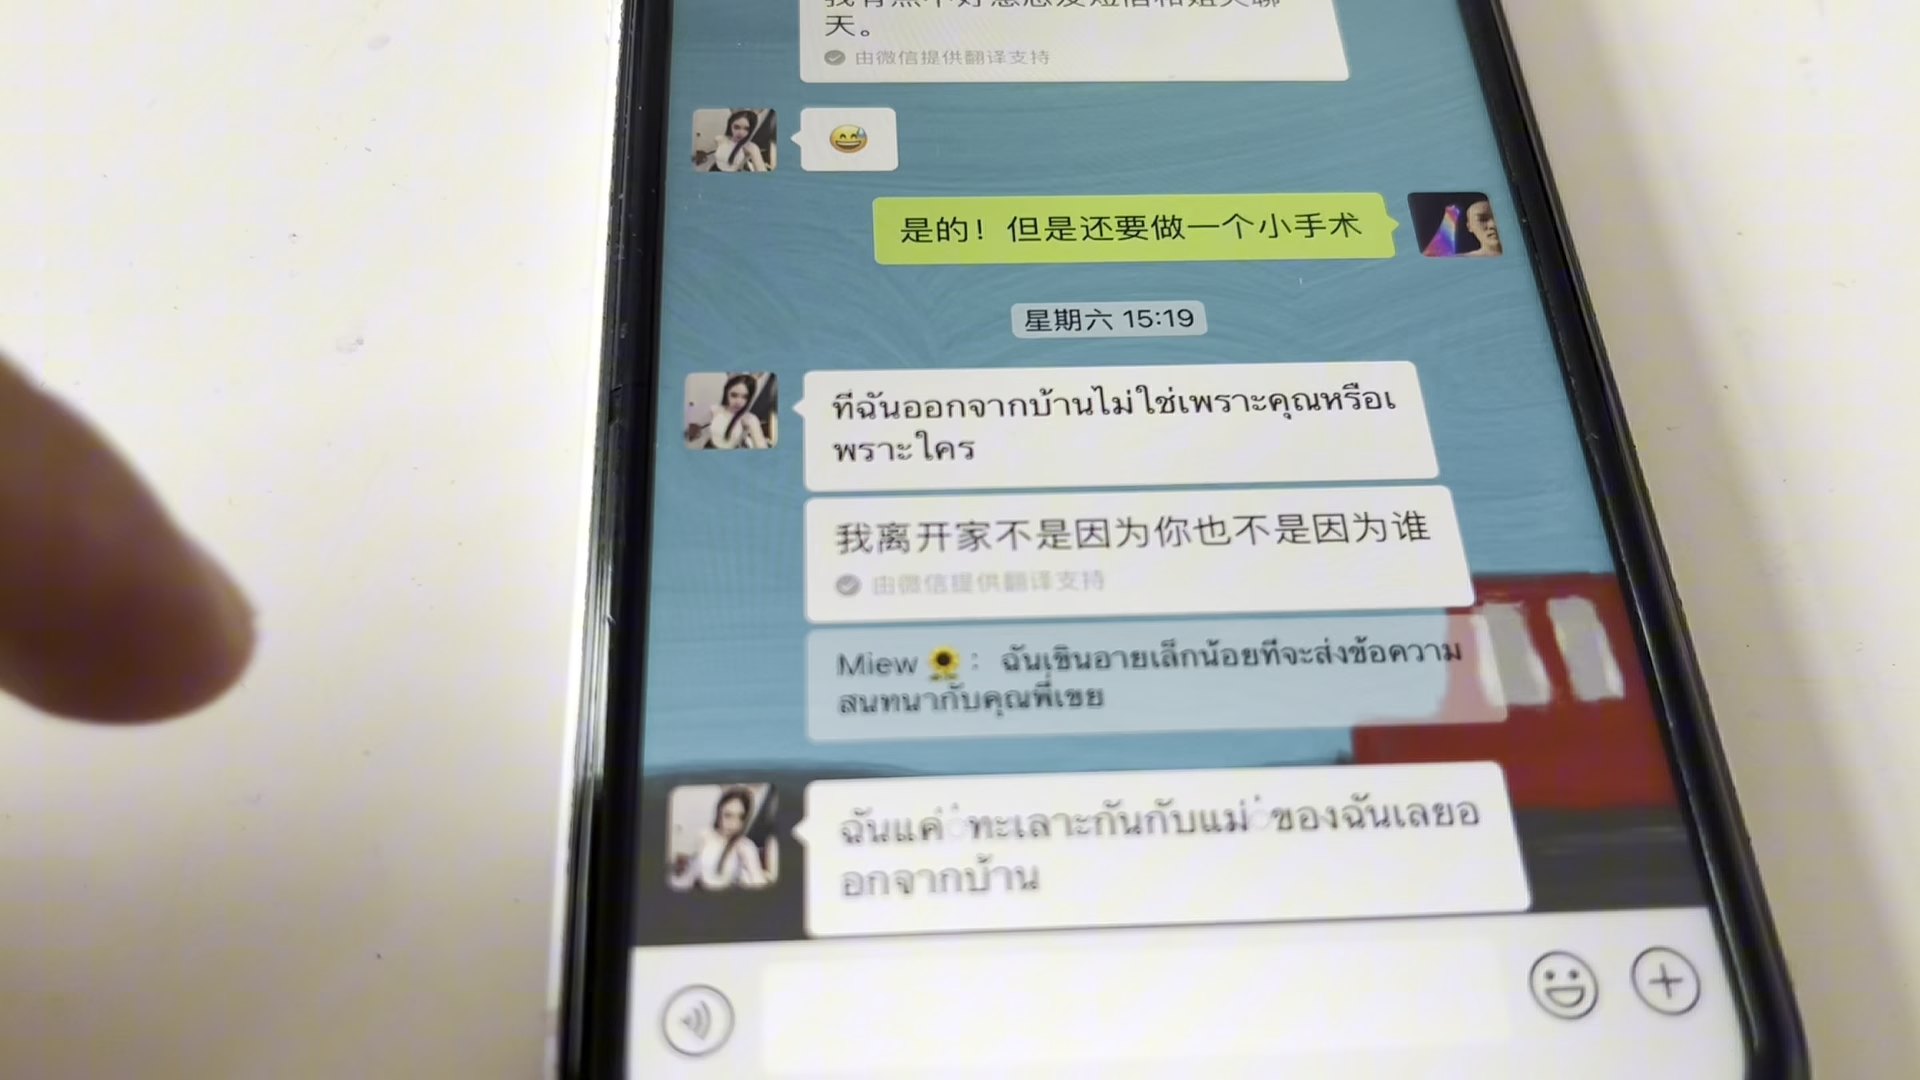 天。
由微信提供翻译支持
是的！但是还要做一个小手术
星期六 15:19
ที่ฉันออกจากบ้านไม่ใช่เพราะคุณหรือเ
พราะใคร
我离开家不是因为你也不是因为谁
由微信提供翻译支持
Miew🌻： ฉันเขินอายเล็กน้อยที่จะส่งข้อความ
สนทนากับคุณพี่เขย
ฉันแค่ ทะเลาะกันกับแม่ ของฉันเลยอ
อกจากบ้าน